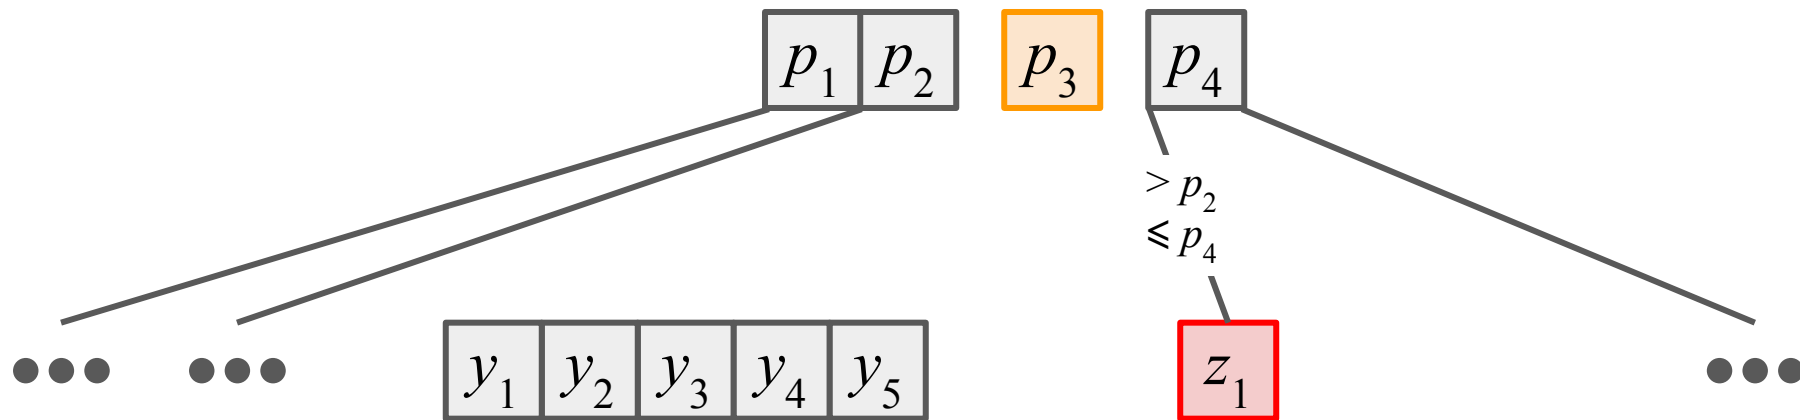 p₁ p₂ p₃ p₄
> p₂
⩽ p₄
y₁ y₂ y₃ y₄ y₅ z₁